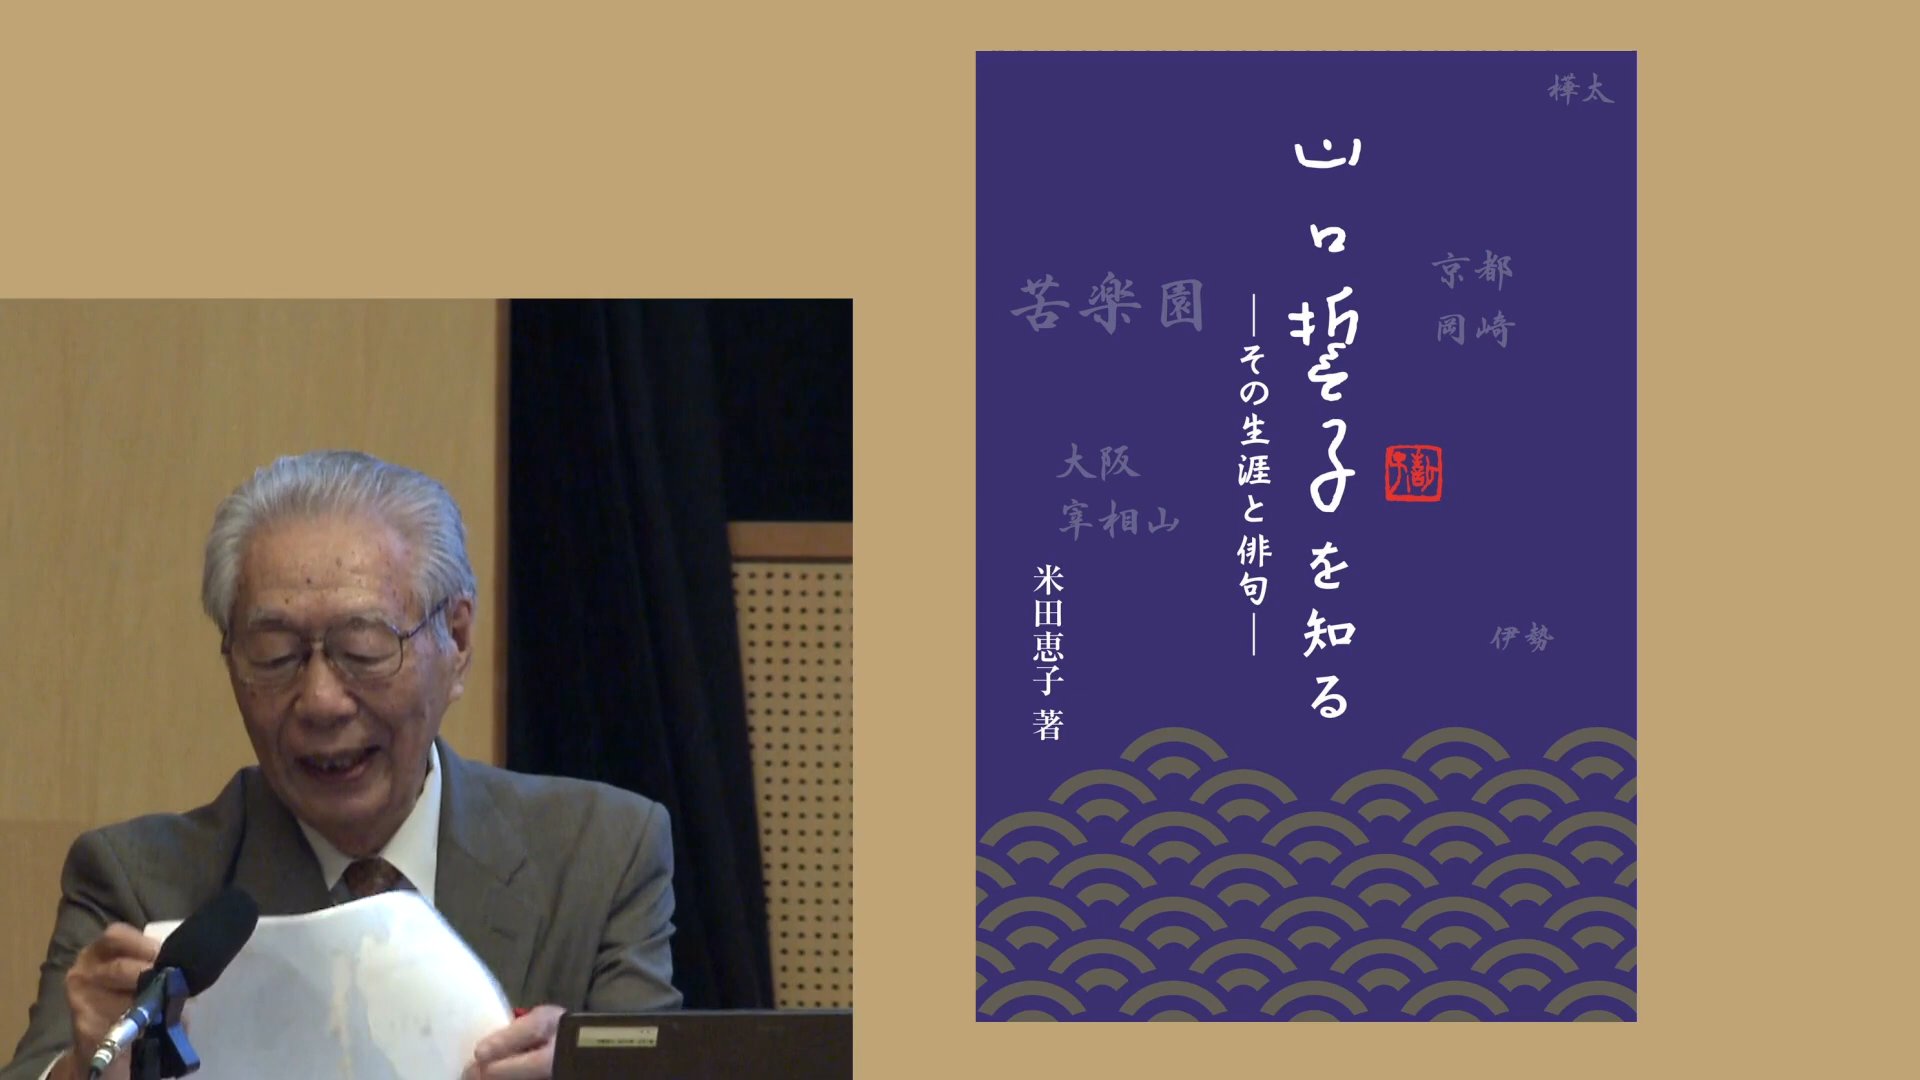 樺太
山口誓子を知る
―その生涯と俳句―
京都
岡崎
苦楽園
大阪
宰相山
伊勢
米田恵子 著